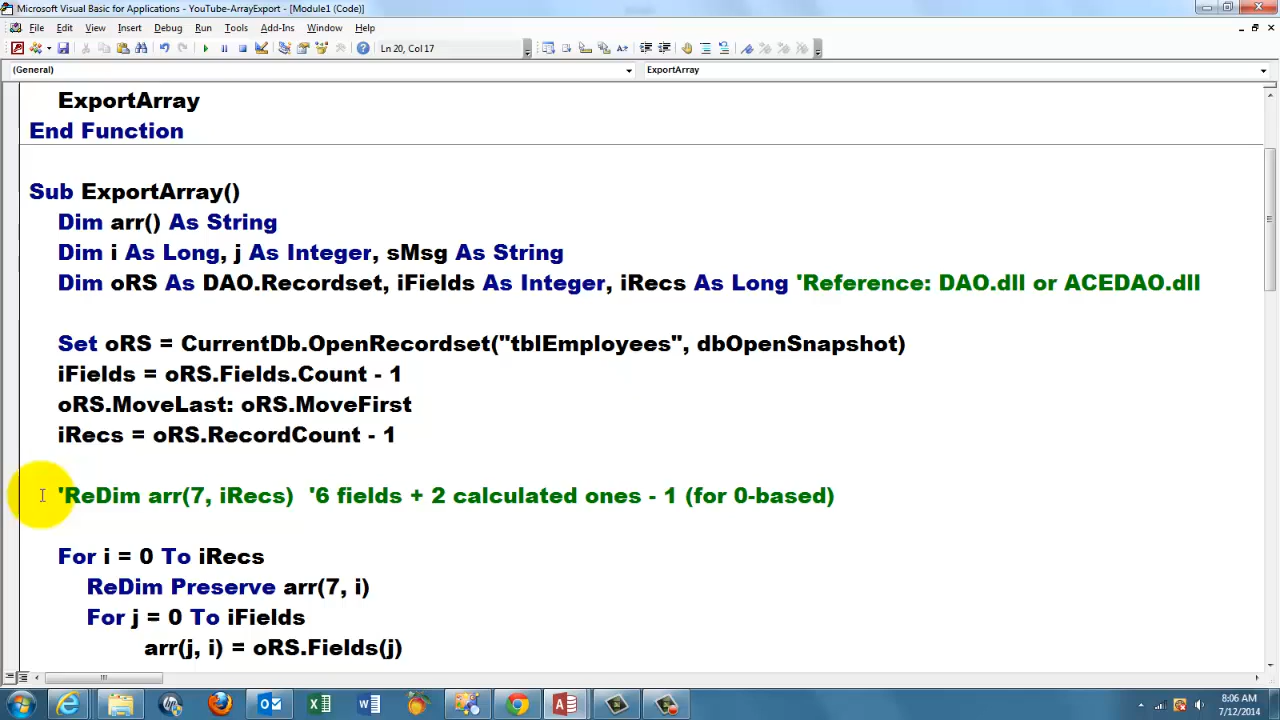 Microsoft Visual Basic for Applications - YouTube-ArrayExport - [Module1 (Code)]
File Edit View Insert Debug Run Tools Add-Ins Window Help
Ln 20, Col 17
(General) ExportArray
ExportArray
End Function
Sub ExportArray()
Dim arr() As String
Dim i As Long, j As Integer, sMsg As String
Dim oRS As DAO.Recordset, iFields As Integer, iRecs As Long 'Reference: DAO.dll or ACEDAO.dll
Set oRS = CurrentDb.OpenRecordset("tblEmployees", dbOpenSnapshot)
iFields = oRS.Fields.Count - 1
oRS.MoveLast: oRS.MoveFirst
iRecs = oRS.RecordCount - 1
'ReDim arr(7, iRecs) '6 fields + 2 calculated ones - 1 (for 0-based)
For i = 0 To iRecs
ReDim Preserve arr(7, i)
For j = 0 To iFields
arr(j, i) = oRS.Fields(j)
8:06 AM
7/12/2014